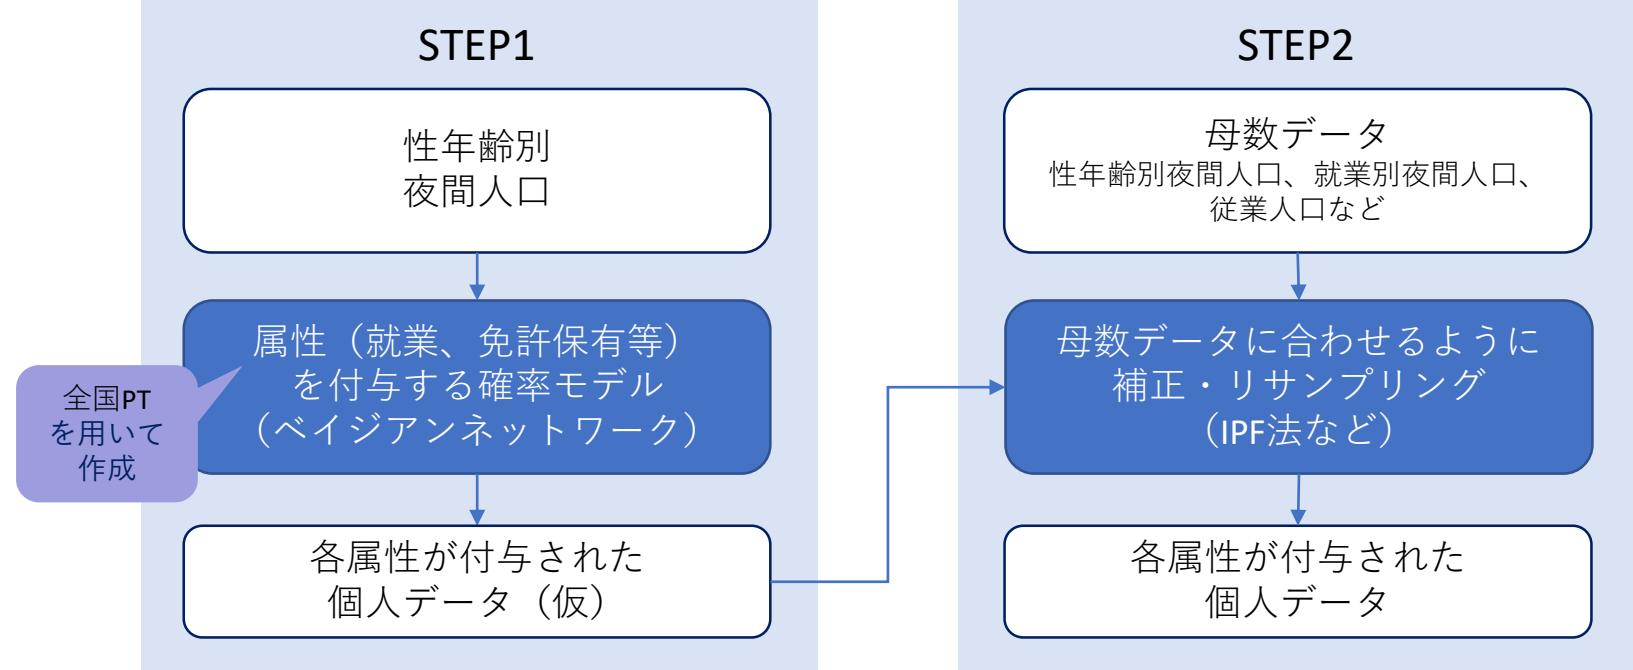 STEP1
性年齢別
夜間人口
属性（就業、免許保有等）
を付与する確率モデル
（ベイジアンネットワーク）
全国PT
を用いて
作成
各属性が付与された
個人データ（仮）
STEP2
母数データ
性年齢別夜間人口、就業別夜間人口、
従業人口など
母数データに合わせるように
補正・リサンプリング
（IPF法など）
各属性が付与された
個人データ